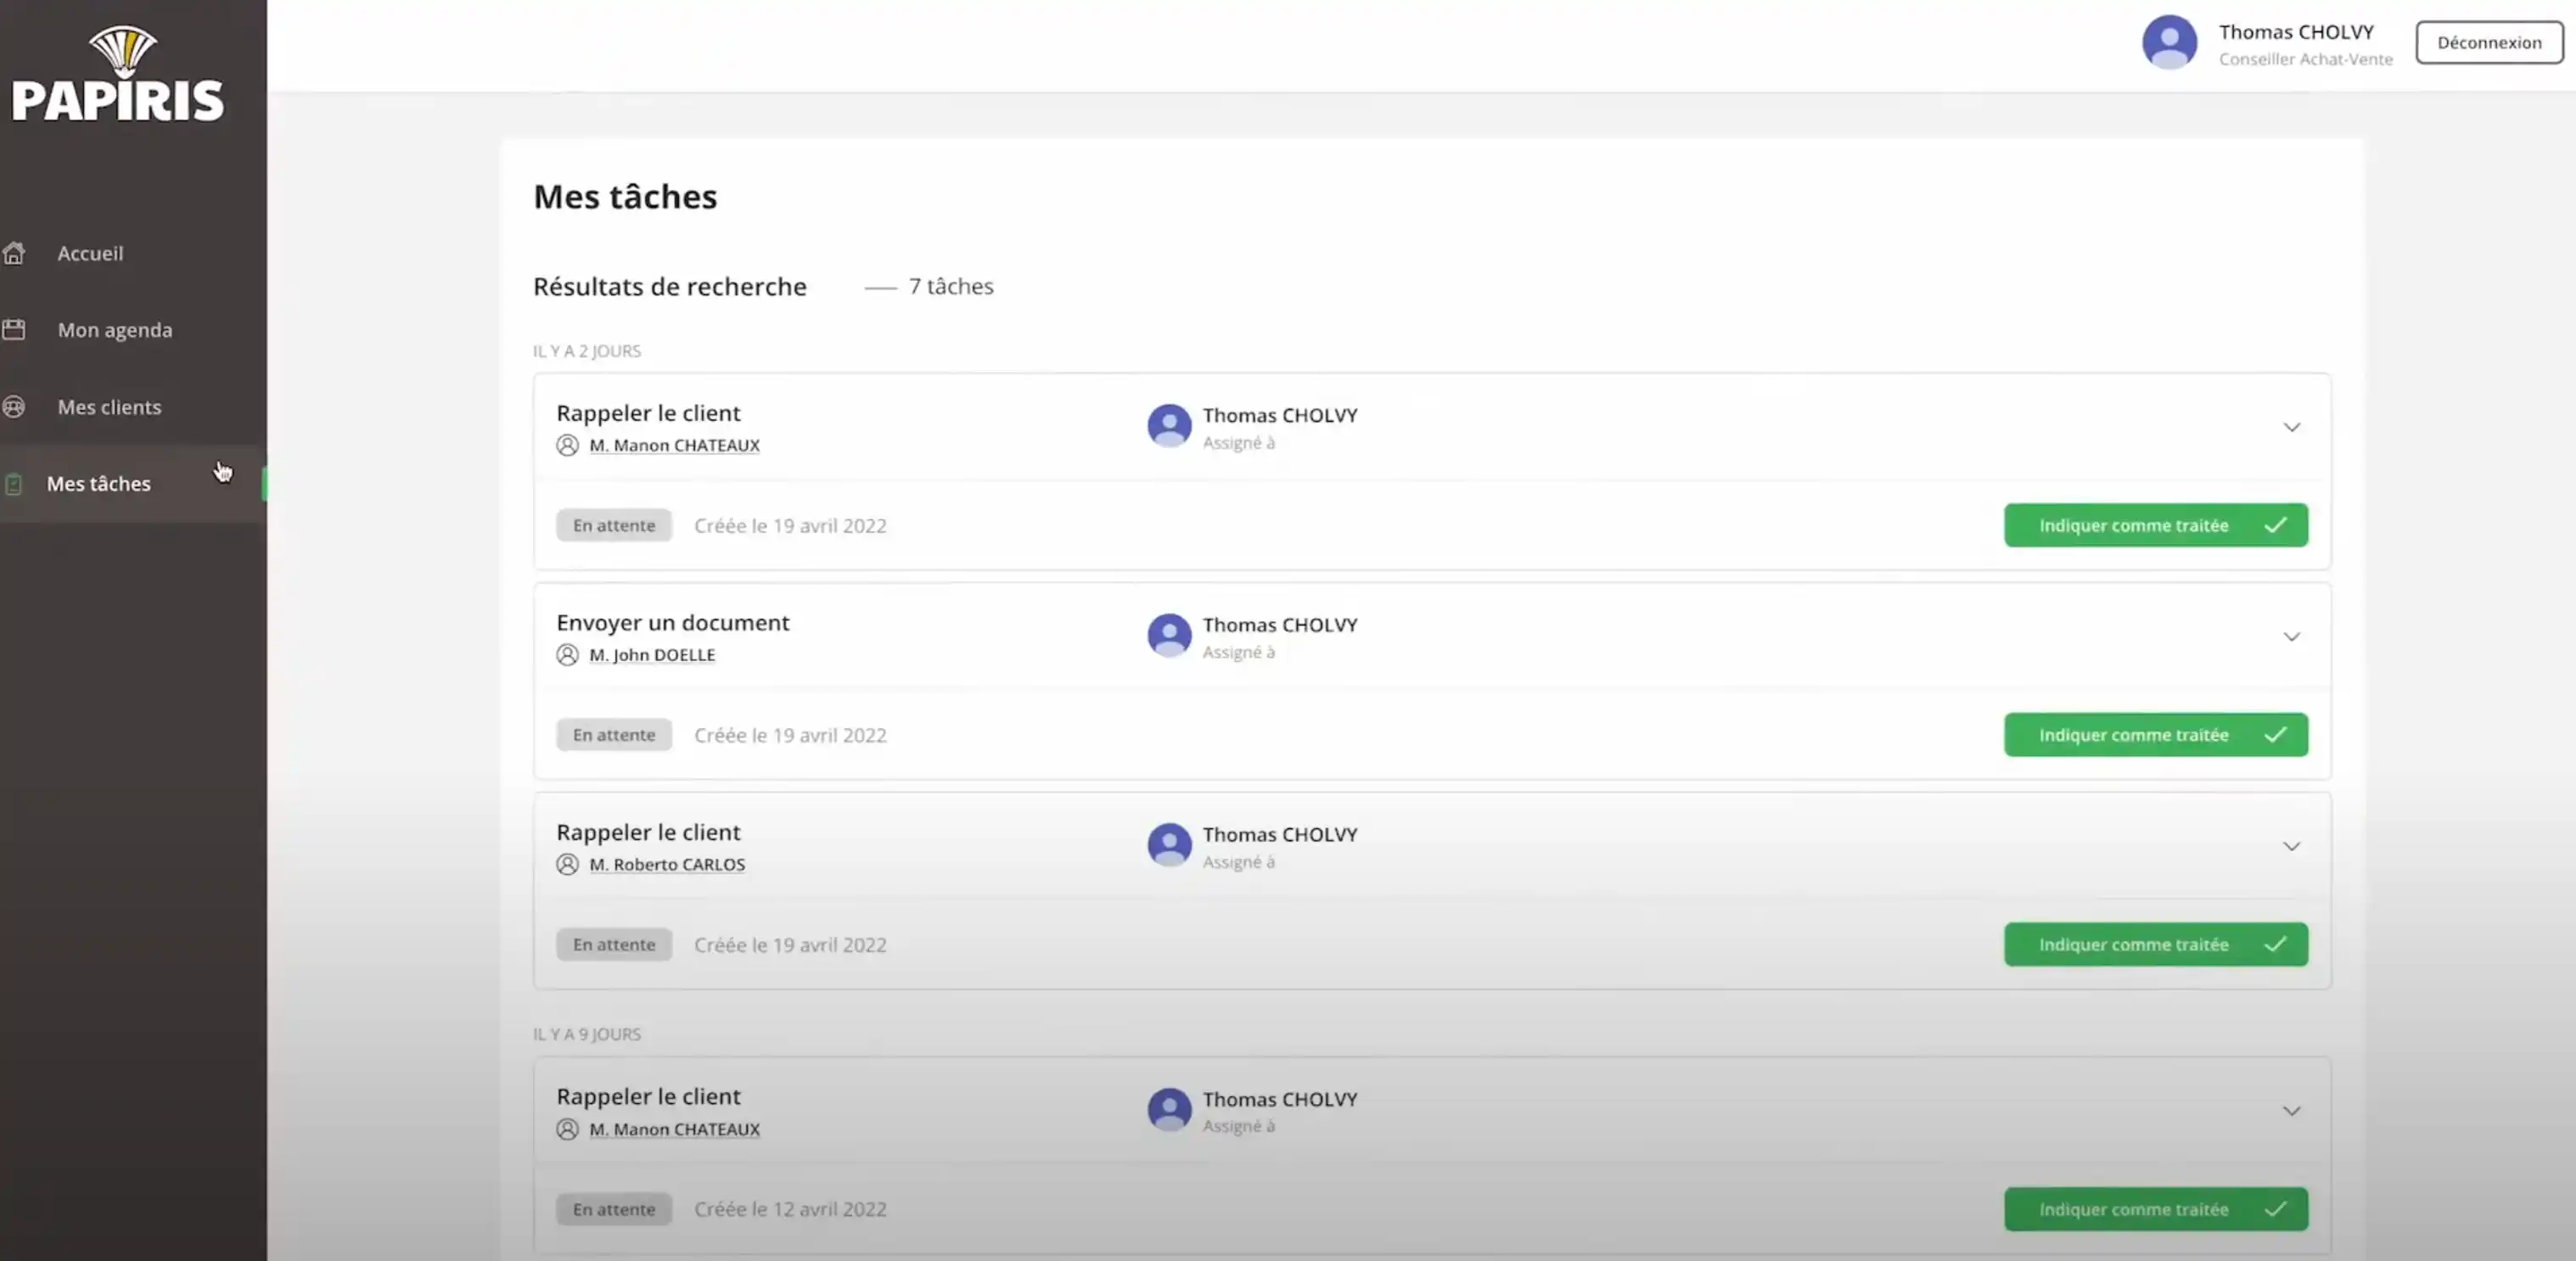 PAPIRIS
Thomas CHOLVY
Conseiller Achat-Vente
Déconnexion
Accueil
Mon agenda
Mes clients
Mes tâches
Mes tâches
Résultats de recherche — 7 tâches
IL Y A 2 JOURS
Rappeler le client
M. Manon CHATEAUX
Thomas CHOLVY
Assigné à
En attente
Créée le 19 avril 2022
Indiquer comme traitée
Envoyer un document
M. John DOELLE
Thomas CHOLVY
Assigné à
En attente
Créée le 19 avril 2022
Indiquer comme traitée
Rappeler le client
M. Roberto CARLOS
Thomas CHOLVY
Assigné à
En attente
Créée le 19 avril 2022
Indiquer comme traitée
IL Y A 9 JOURS
Rappeler le client
M. Manon CHATEAUX
Thomas CHOLVY
Assigné à
En attente
Créée le 12 avril 2022
Indiquer comme traitée